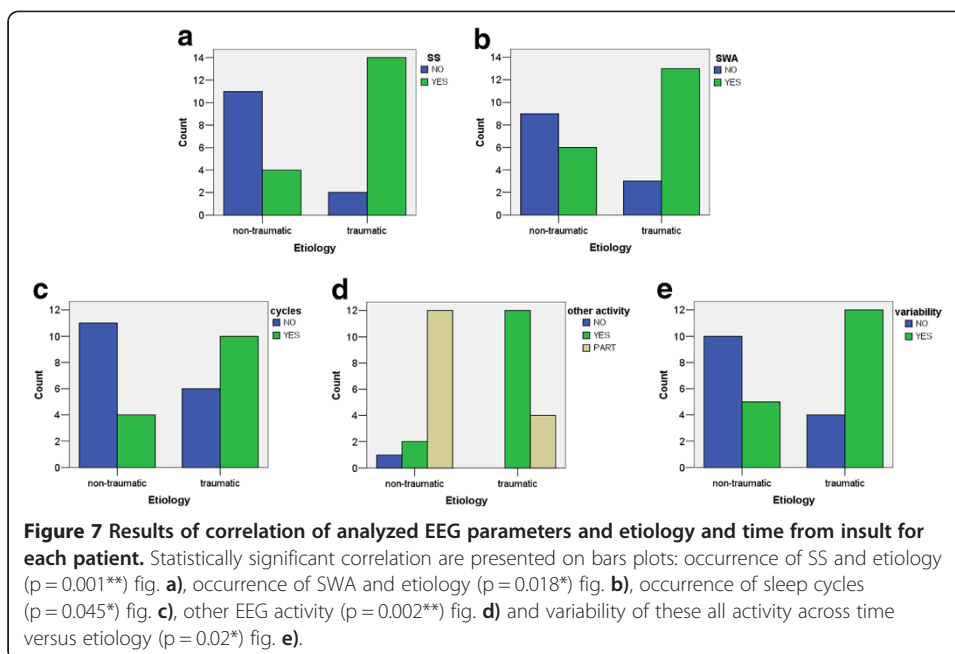 a
SS
NO
YES
14
12
10
8
6
4
2
0
Count
non-traumatic traumatic
Etiology
b
SWA
NO
YES
14
12
10
8
6
4
2
0
Count
non-traumatic traumatic
Etiology
c
cycles
NO
YES
12
10
8
6
4
2
0
Count
non-traumatic traumatic
Etiology
d
other activity
NO
YES
PART
12
10
8
6
4
2
0
Count
non-traumatic traumatic
Etiology
e
variability
NO
YES
12
10
8
6
4
2
0
Count
non-traumatic traumatic
Etiology
Figure 7 Results of correlation of analyzed EEG parameters and etiology and time from insult for
each patient. Statistically significant correlation are presented on bars plots: occurrence of SS and etiology
(p = 0.001**) fig. a), occurrence of SWA and etiology (p = 0.018*) fig. b), occurrence of sleep cycles
(p = 0.045*) fig. c), other EEG activity (p = 0.002**) fig. d) and variability of these all activity across time
versus etiology (p = 0.02*) fig. e).